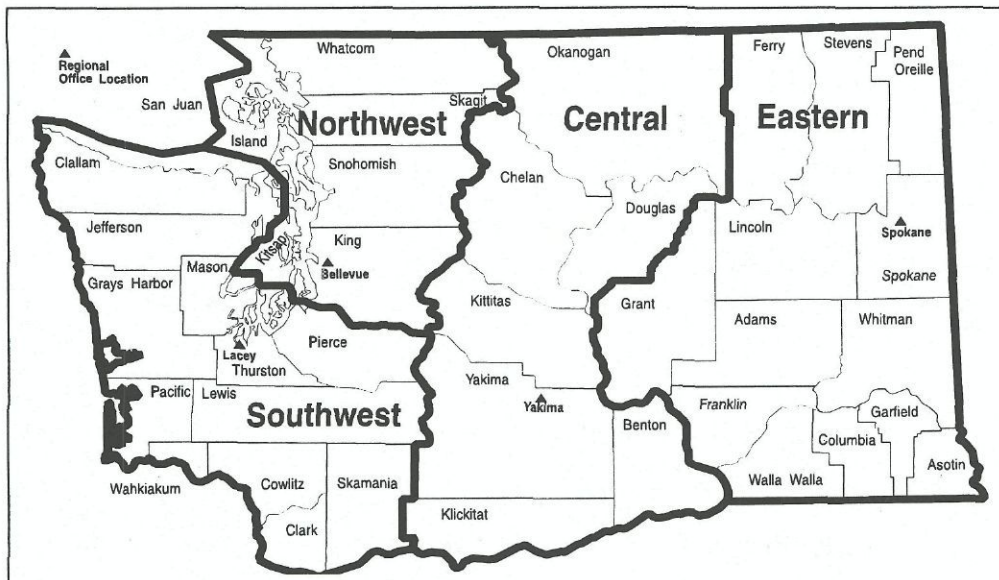 Regional
Office Location
San Juan
Whatcom
Skagit
Northwest
Island
Snohomish
Kitsap
King
Bellevue
Clallam
Jefferson
Grays Harbor
Mason
Lacey
Thurston
Pierce
Pacific
Lewis
Southwest
Wahkiakum
Cowlitz
Clark
Skamania
Okanogan
Central
Chelan
Douglas
Kittitas
Yakima
Yakima
Benton
Klickitat
Ferry
Stevens
Pend
Oreille
Eastern
Lincoln
Spokane
Spokane
Grant
Adams
Whitman
Franklin
Garfield
Columbia
Walla Walla
Asotin